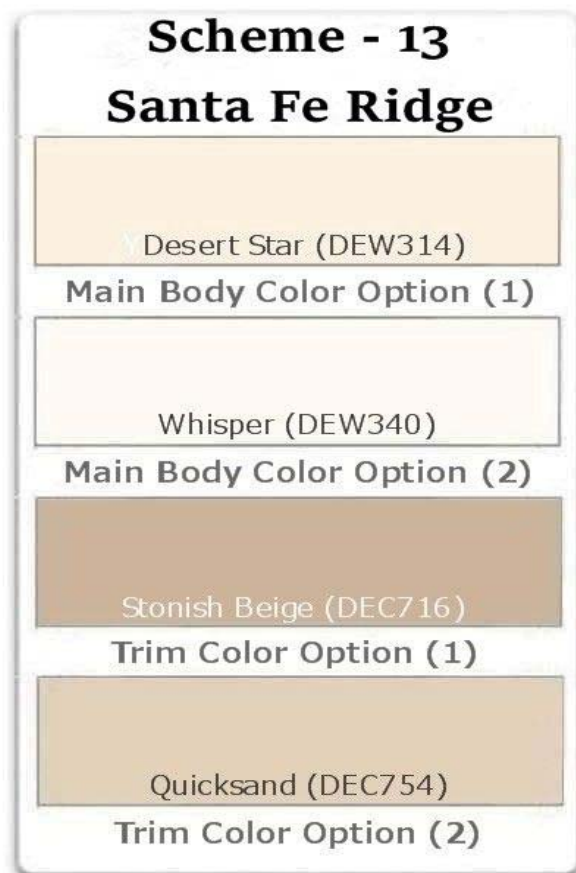 Scheme - 13
Santa Fe Ridge
Desert Star (DEW314)
Main Body Color Option (1)
Whisper (DEW340)
Main Body Color Option (2)
Stonish Beige (DEC716)
Trim Color Option (1)
Quicksand (DEC754)
Trim Color Option (2)